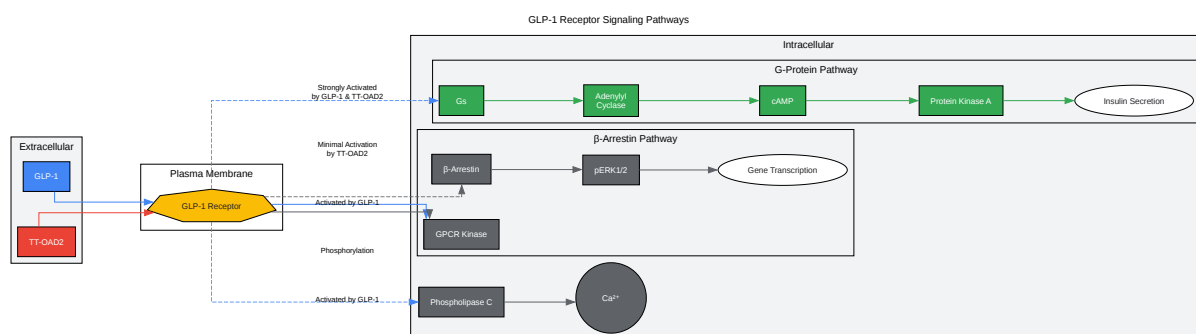 GLP-1 Receptor Signaling Pathways
Intracellular
G-Protein Pathway
Strongly Activated
by GLP-1 & TT-OAD2
Gs
Adenylyl
Cyclase
cAMP
Protein Kinase A
Insulin Secretion
β-Arrestin Pathway
Extracellular
Minimal Activation
by TT-OAD2
β-Arrestin
pERK1/2
Gene Transcription
Plasma Membrane
GLP-1
GLP-1 Receptor
Activated by GLP-1
TT-OAD2
GPCR Kinase
Phosphorylation
Activated by GLP-1
Phospholipase C
Ca²⁺